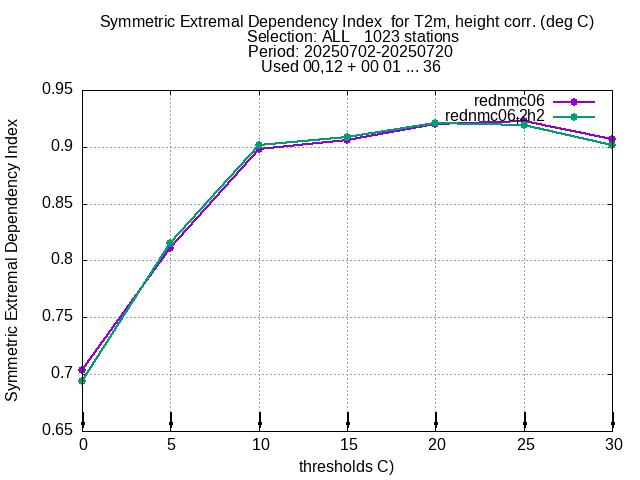 Symmetric Extremal Dependency Index  for T2m, height corr. (deg C)
Selection: ALL   1023 stations
Period: 20250702-20250720
Used 00,12 + 00 01 ... 36
rednmc06
rednmc06.2h2
Symmetric Extremal Dependency Index
0.95
0.9
0.85
0.8
0.75
0.7
0.65
0 5 10 15 20 25 30
thresholds C)